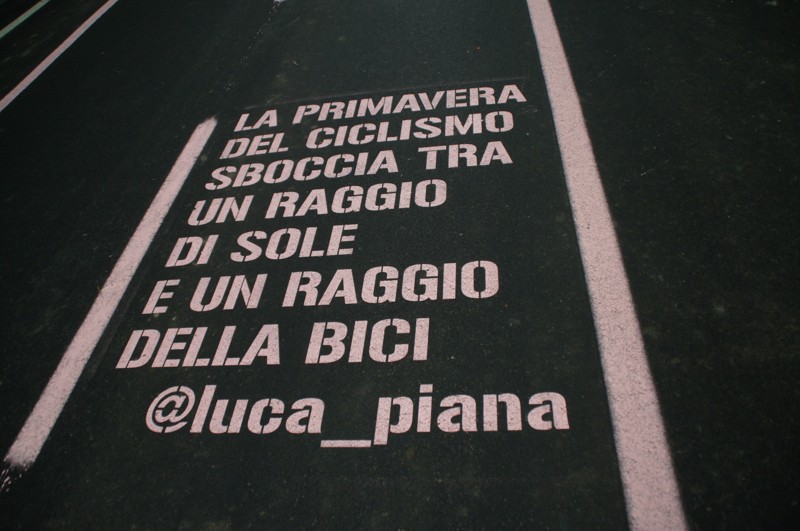 LA PRIMAVERA
DEL CICLISMO
SBOCCIA TRA
UN RAGGIO
DI SOLE
E UN RAGGIO
DELLA BICI
@luca_piana